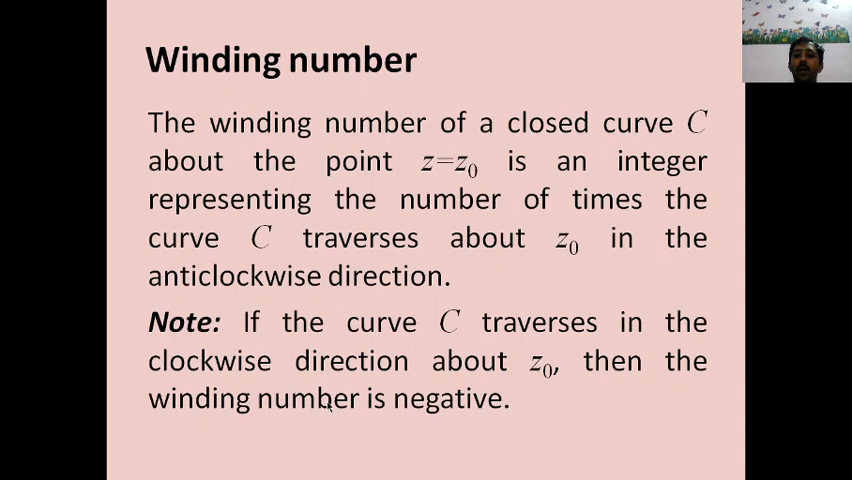 Winding number
The winding number of a closed curve C
about the point z=z₀ is an integer
representing the number of times the
curve C traverses about z₀ in the
anticlockwise direction.
Note: If the curve C traverses in the
clockwise direction about z₀, then the
winding number is negative.